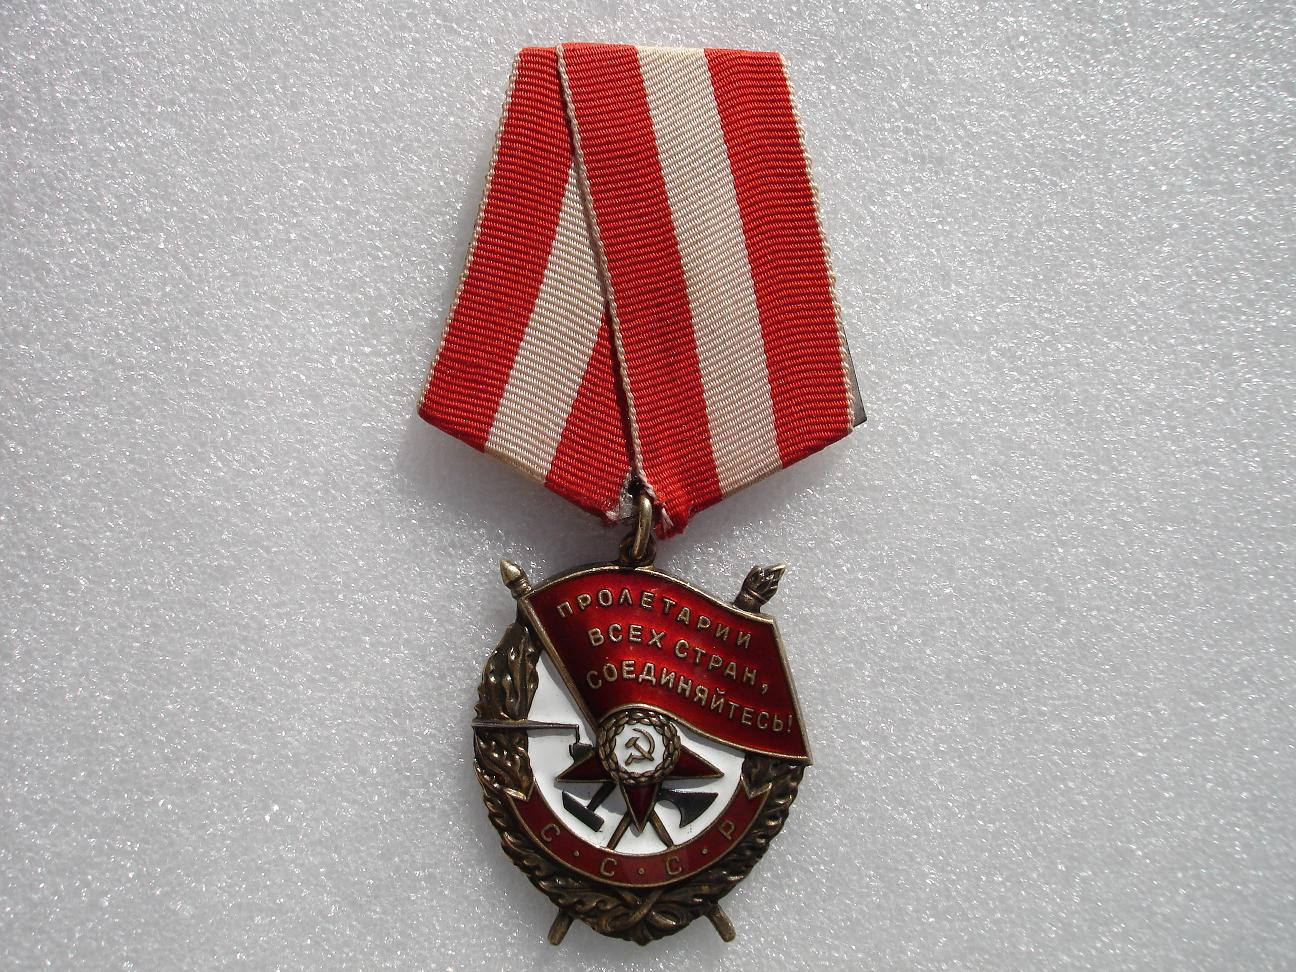 ПРОЛЕТАРИИ
ВСЕХ СТРАН,
СОЕДИНЯЙТЕСЬ!
С · С · С · Р